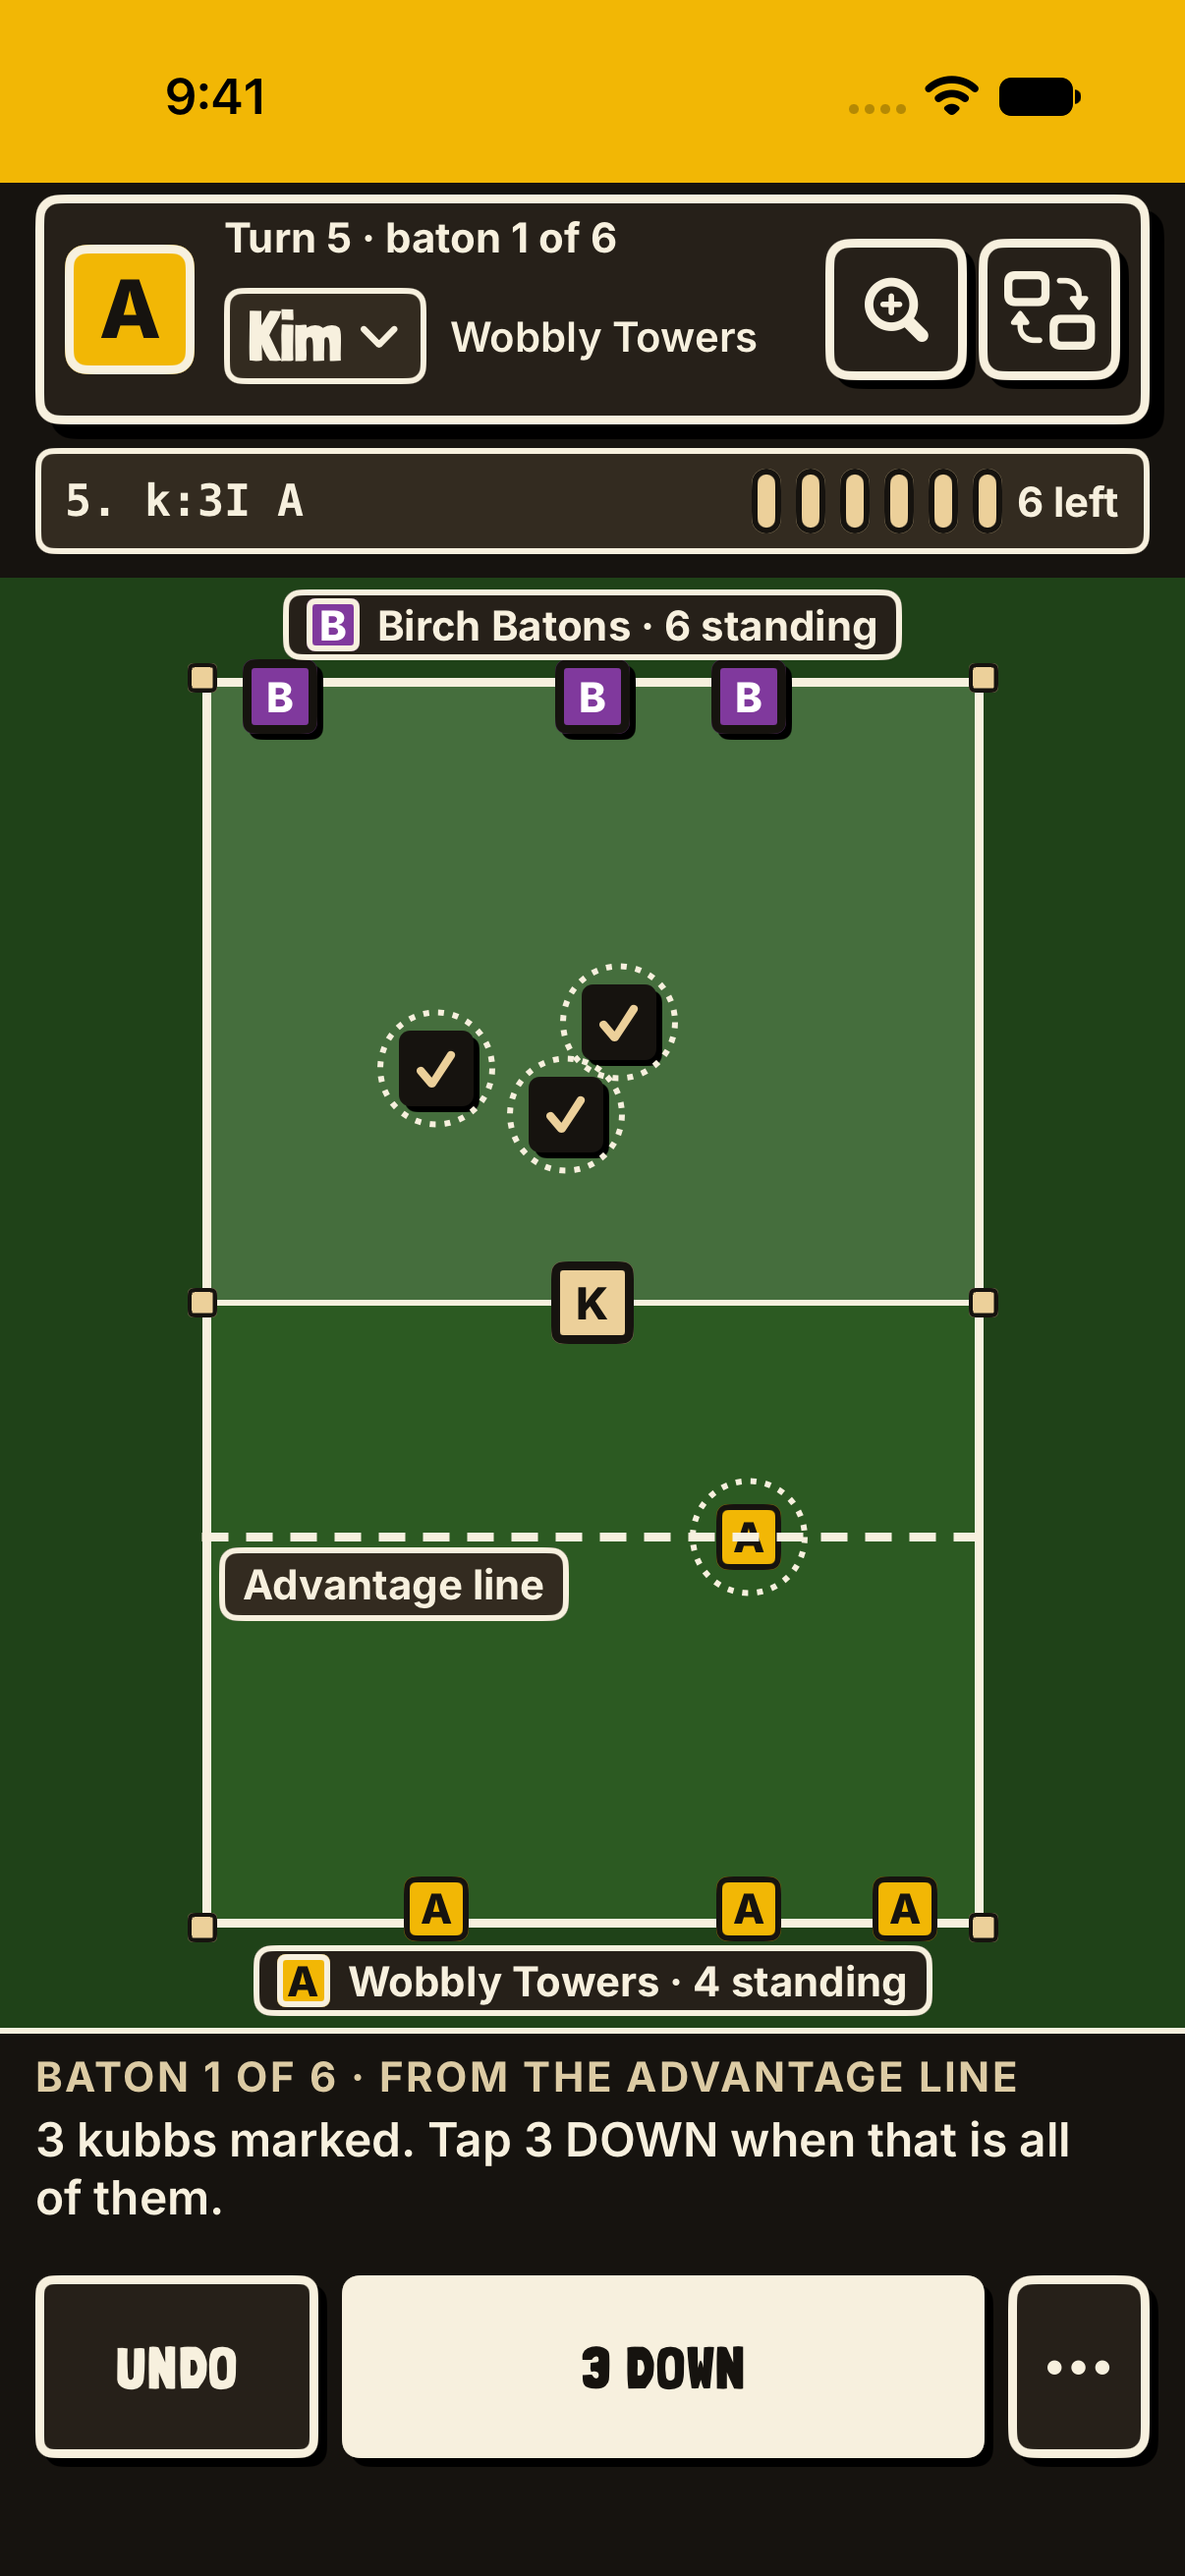 9:41
A
Turn 5 · baton 1 of 6
Kim
Wobbly Towers
5. k:3I A
6 left
B Birch Batons · 6 standing
B B B
K
A
Advantage line
A A A
A Wobbly Towers · 4 standing
BATON 1 OF 6 · FROM THE ADVANTAGE LINE
3 kubbs marked. Tap 3 DOWN when that is all
of them.
UNDO
3 DOWN